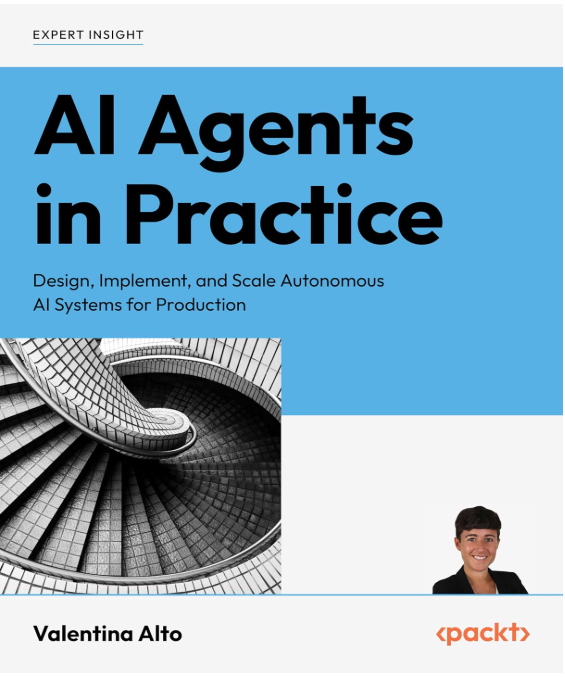 EXPERT INSIGHT
AI Agents
in Practice
Design, Implement, and Scale Autonomous
AI Systems for Production
Valentina Alto
<packt>